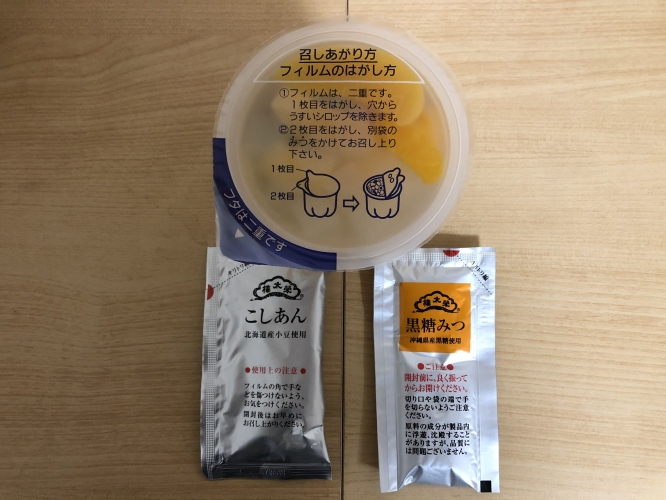 召しあがり方
フィルムのはがし方
①フィルムは、二重です。
1枚目をはがし、穴から
うすいシロップを除きます。
②2枚目をはがし、別袋の
みつをかけてお召し上り
下さい。
1枚目
2枚目
フタは二重です
オリトリ線
榮太樓
こしあん
北海道産小豆使用
●使用上の注意●
フィルムの角で手な
どを傷つけないよう、
お気をつけください。
開封後はお早めに
お召し上がりください。
オリトリ線
榮太樓
黒糖みつ
沖縄県産黒糖使用
●ご注意●
開封前に、良く振って
からお開けください。
切り口や袋の端で手
を切らないようご注意
ください。
原料の成分が製品内
に浮遊、沈殿すること
がありますが、品質に
は問題ございません。